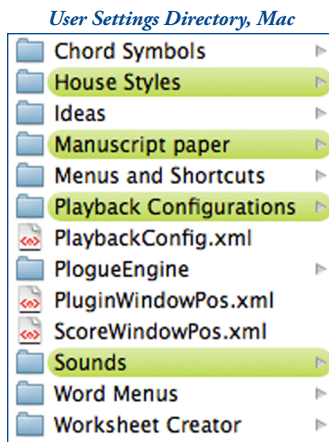 User Settings Directory, Mac
Chord Symbols
House Styles
Ideas
Manuscript paper
Menus and Shortcuts
Playback Configurations
PlaybackConfig.xml
PlogueEngine
PluginWindowPos.xml
ScoreWindowPos.xml
Sounds
Word Menus
Worksheet Creator